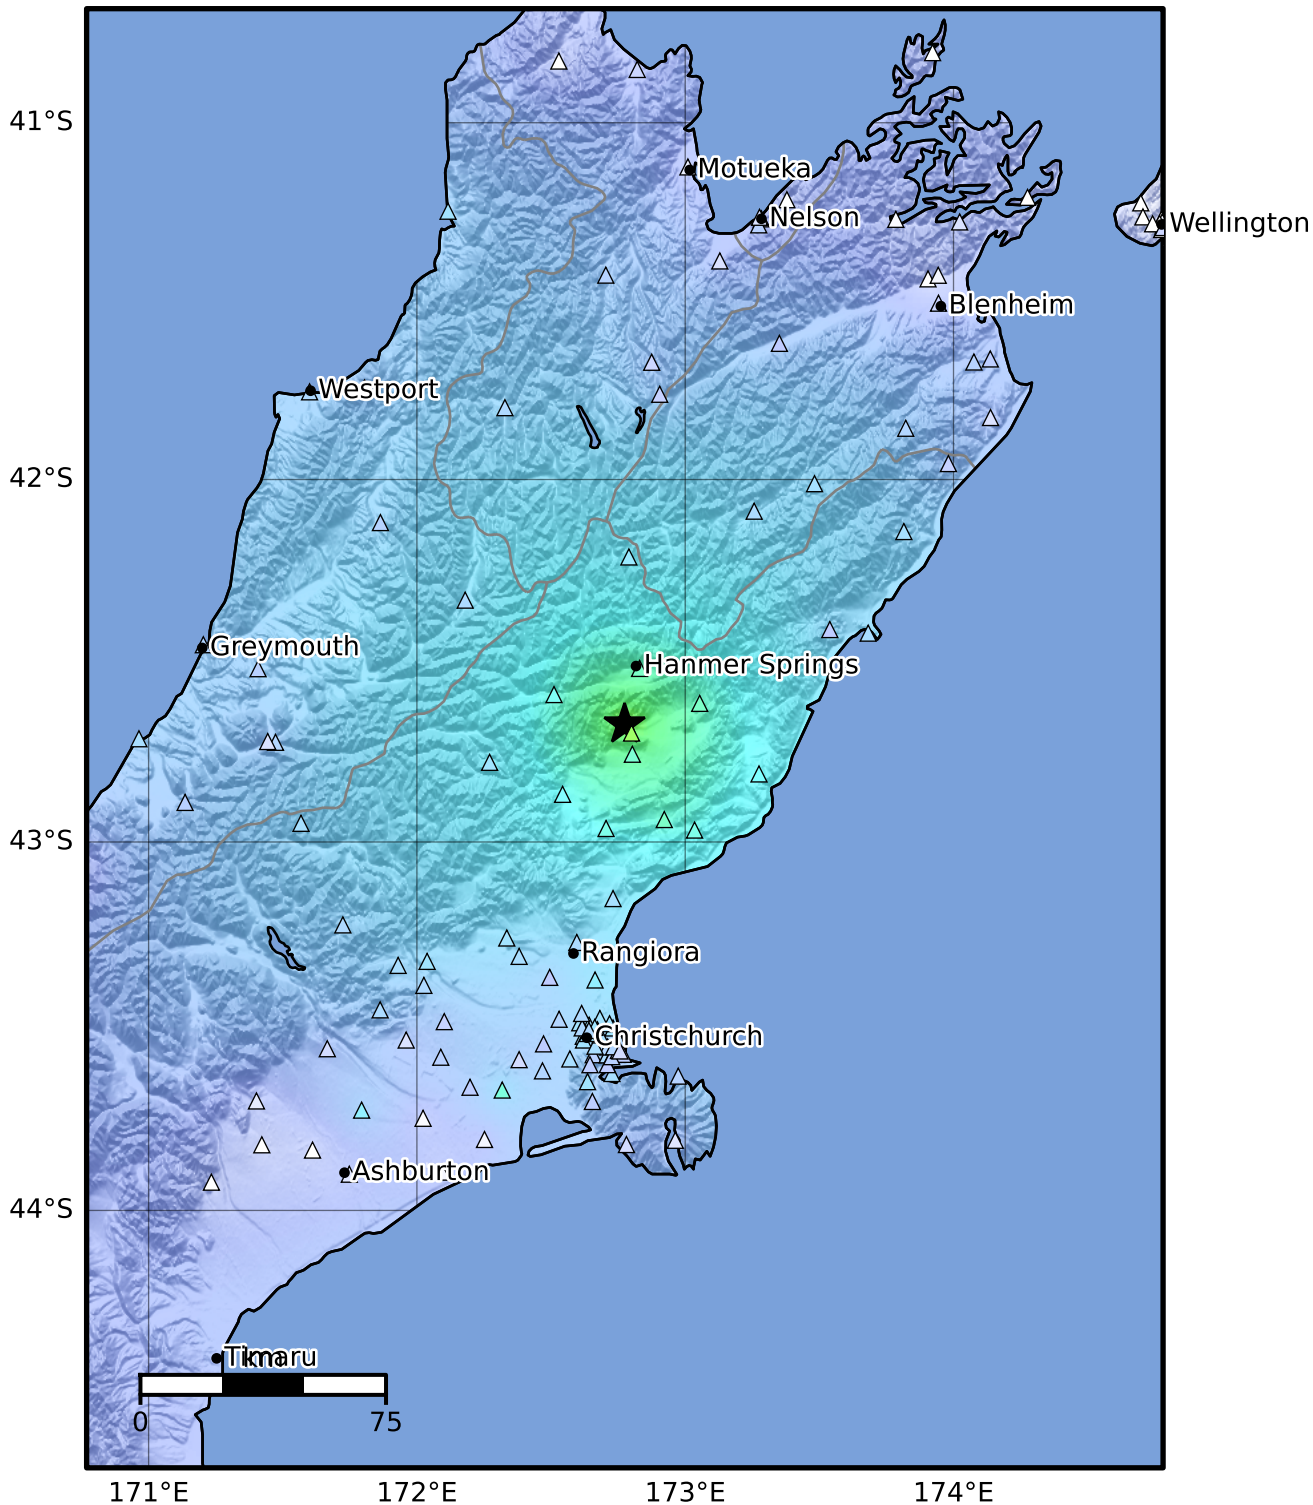 41°S
Motueka
Nelson
Wellington
Blenheim
Westport
42°S
Greymouth
Hanmer Springs
43°S
Rangiora
Christchurch
Ashburton
44°S
Timaru
km
0
75
171°E
172°E
173°E
174°E